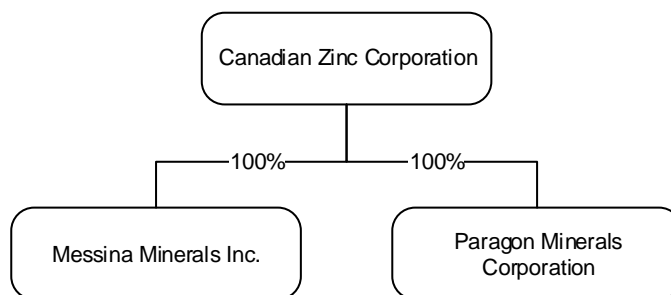 Canadian Zinc Corporation
100%
100%
Messina Minerals Inc.
Paragon Minerals
Corporation